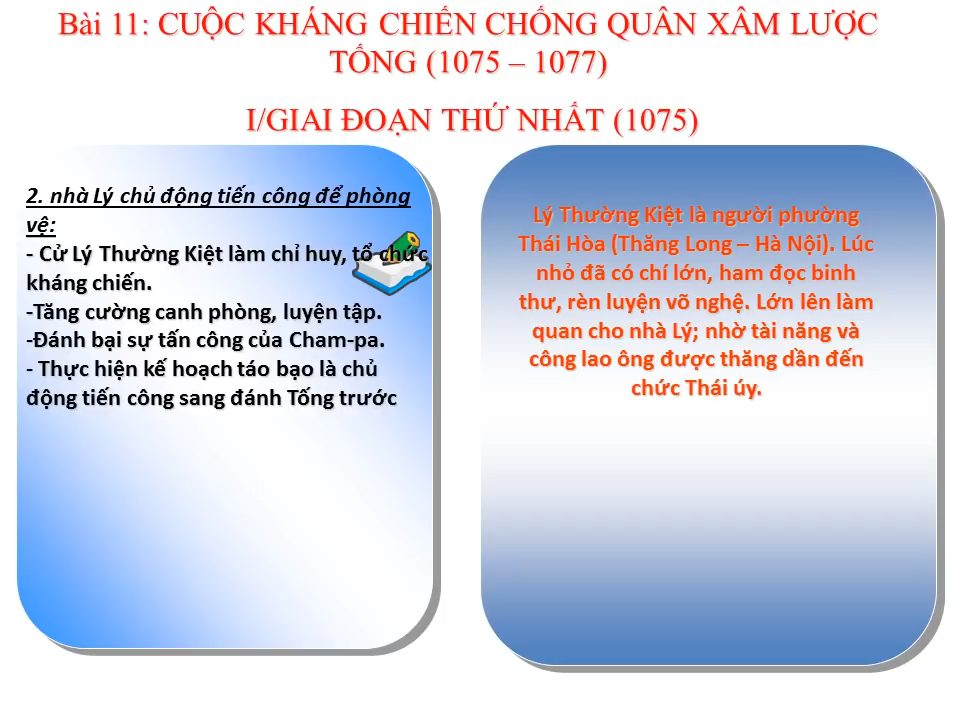 Bài 11: CUỘC KHÁNG CHIẾN CHỐNG QUÂN XÂM LƯỢC
TỐNG (1075 – 1077)
I/GIAI ĐOẠN THỨ NHẤT (1075)
2. nhà Lý chủ động tiến công để phòng
vệ:
- Cử Lý Thường Kiệt làm chỉ huy, tổ chức
kháng chiến.
-Tăng cường canh phòng, luyện tập.
-Đánh bại sự tấn công của Cham-pa.
- Thực hiện kế hoạch táo bạo là chủ
động tiến công sang đánh Tống trước
Lý Thường Kiệt là người phường
Thái Hòa (Thăng Long – Hà Nội). Lúc
nhỏ đã có chí lớn, ham đọc binh
thư, rèn luyện võ nghệ. Lớn lên làm
quan cho nhà Lý; nhờ tài năng và
công lao ông được thăng dần đến
chức Thái úy.